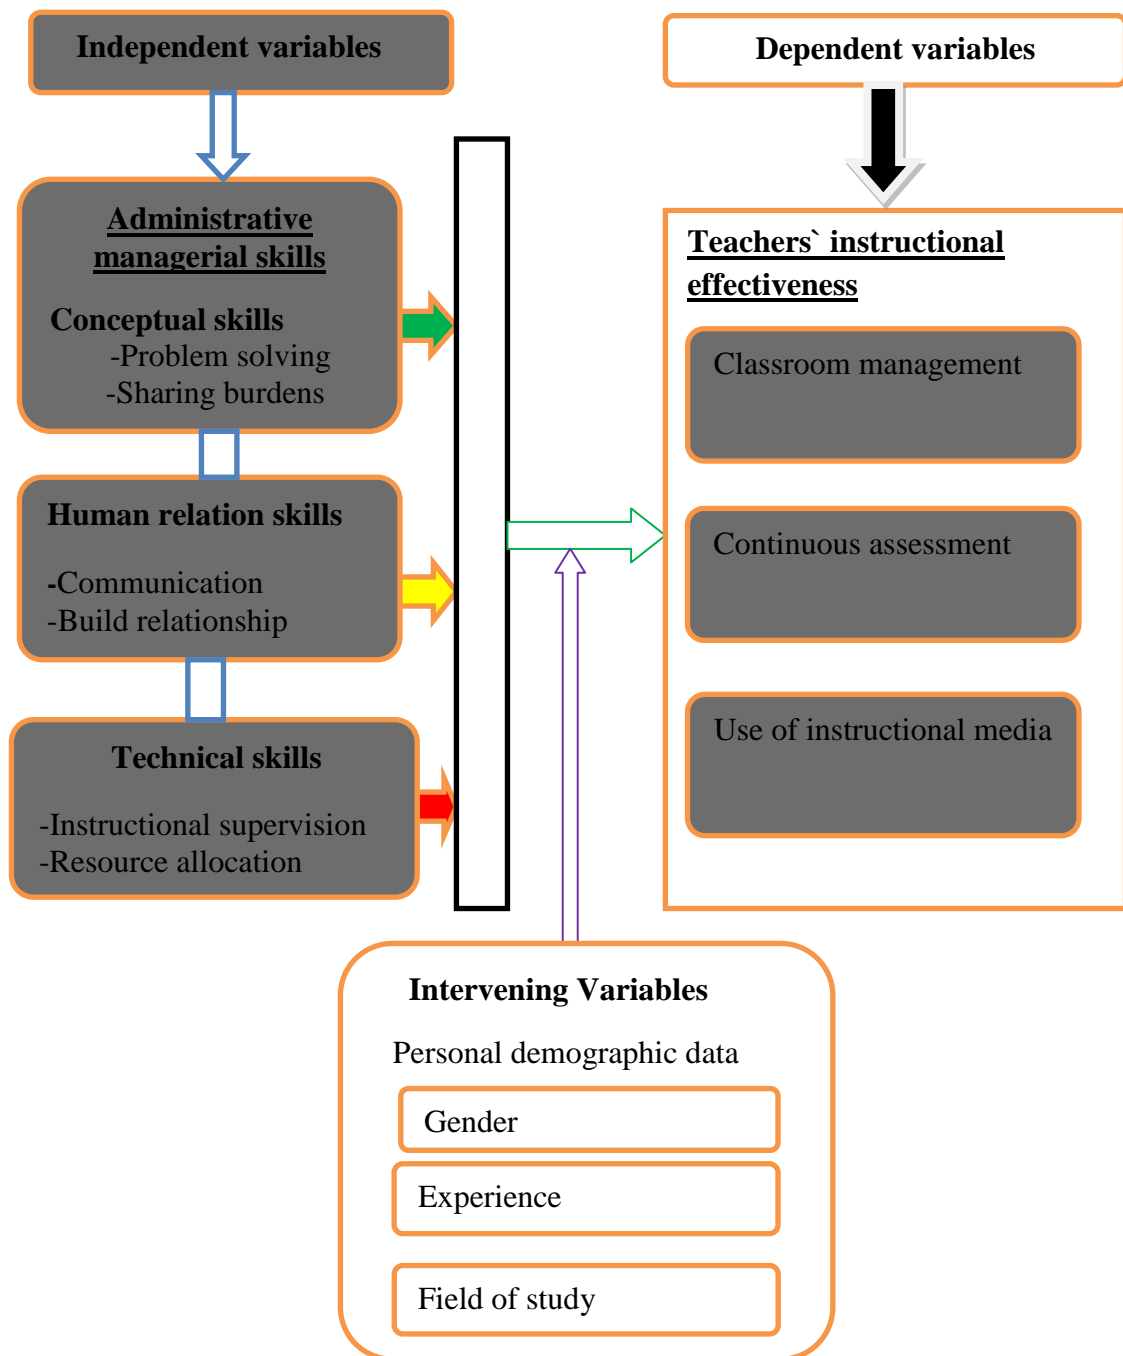 Independent variables
Dependent variables
Administrative
managerial skills
Conceptual skills
-Problem solving
-Sharing burdens
Human relation skills
-Communication
-Build relationship
Technical skills
-Instructional supervision
-Resource allocation
Teachers` instructional
effectiveness
Classroom management
Continuous assessment
Use of instructional media
Intervening Variables
Personal demographic data
Gender
Experience
Field of study